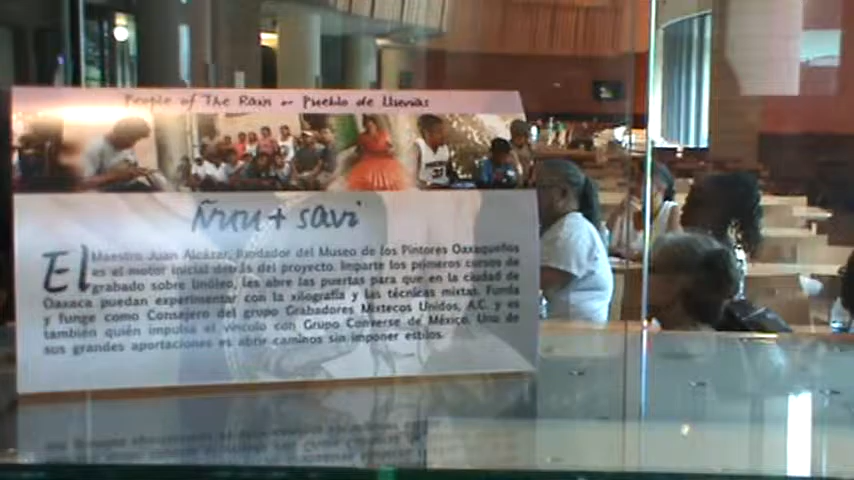 People of The Rain or Pueblo de Lluvias
Ñuu + savi
El Maestro Juan Alcázar, fundador del Museo de los Pintores Oaxaqueños
es el motor inicial detrás del proyecto. Imparte los primeros cursos de
grabado sobre linóleo, les abre las puertas para que en la ciudad de
Oaxaca puedan experimentar con la xilografía y las técnicas mixtas. Funda
y funge como Consejero del grupo Grabadores Mixtecos Unidos, A.C. y es
también quién impulsa el vínculo con Grupo Converse de México. Una de
sus grandes aportaciones es abrir caminos sin imponer estilos.